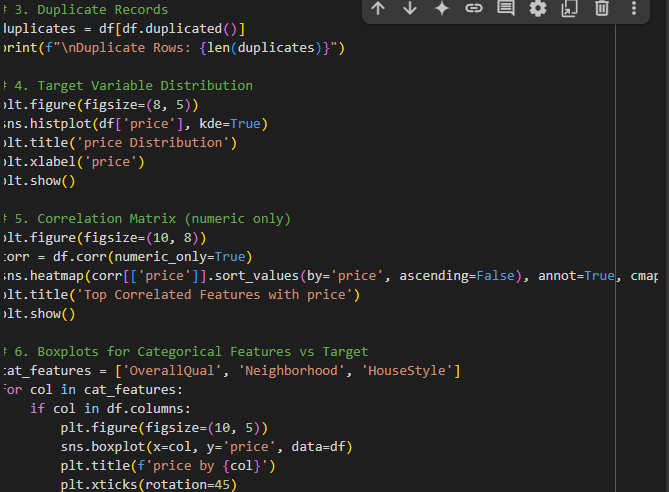 # 3. Duplicate Records
duplicates = df[df.duplicated()]
print(f"\nDuplicate Rows: {len(duplicates)}")
# 4. Target Variable Distribution
plt.figure(figsize=(8, 5))
sns.histplot(df['price'], kde=True)
plt.title('price Distribution')
plt.xlabel('price')
plt.show()
# 5. Correlation Matrix (numeric only)
plt.figure(figsize=(10, 8))
corr = df.corr(numeric_only=True)
sns.heatmap(corr[['price']].sort_values(by='price', ascending=False), annot=True, cmap
plt.title('Top Correlated Features with price')
plt.show()
# 6. Boxplots for Categorical Features vs Target
cat_features = ['OverallQual', 'Neighborhood', 'HouseStyle']
for col in cat_features:
    if col in df.columns:
        plt.figure(figsize=(10, 5))
        sns.boxplot(x=col, y='price', data=df)
        plt.title(f'price by {col}')
        plt.xticks(rotation=45)